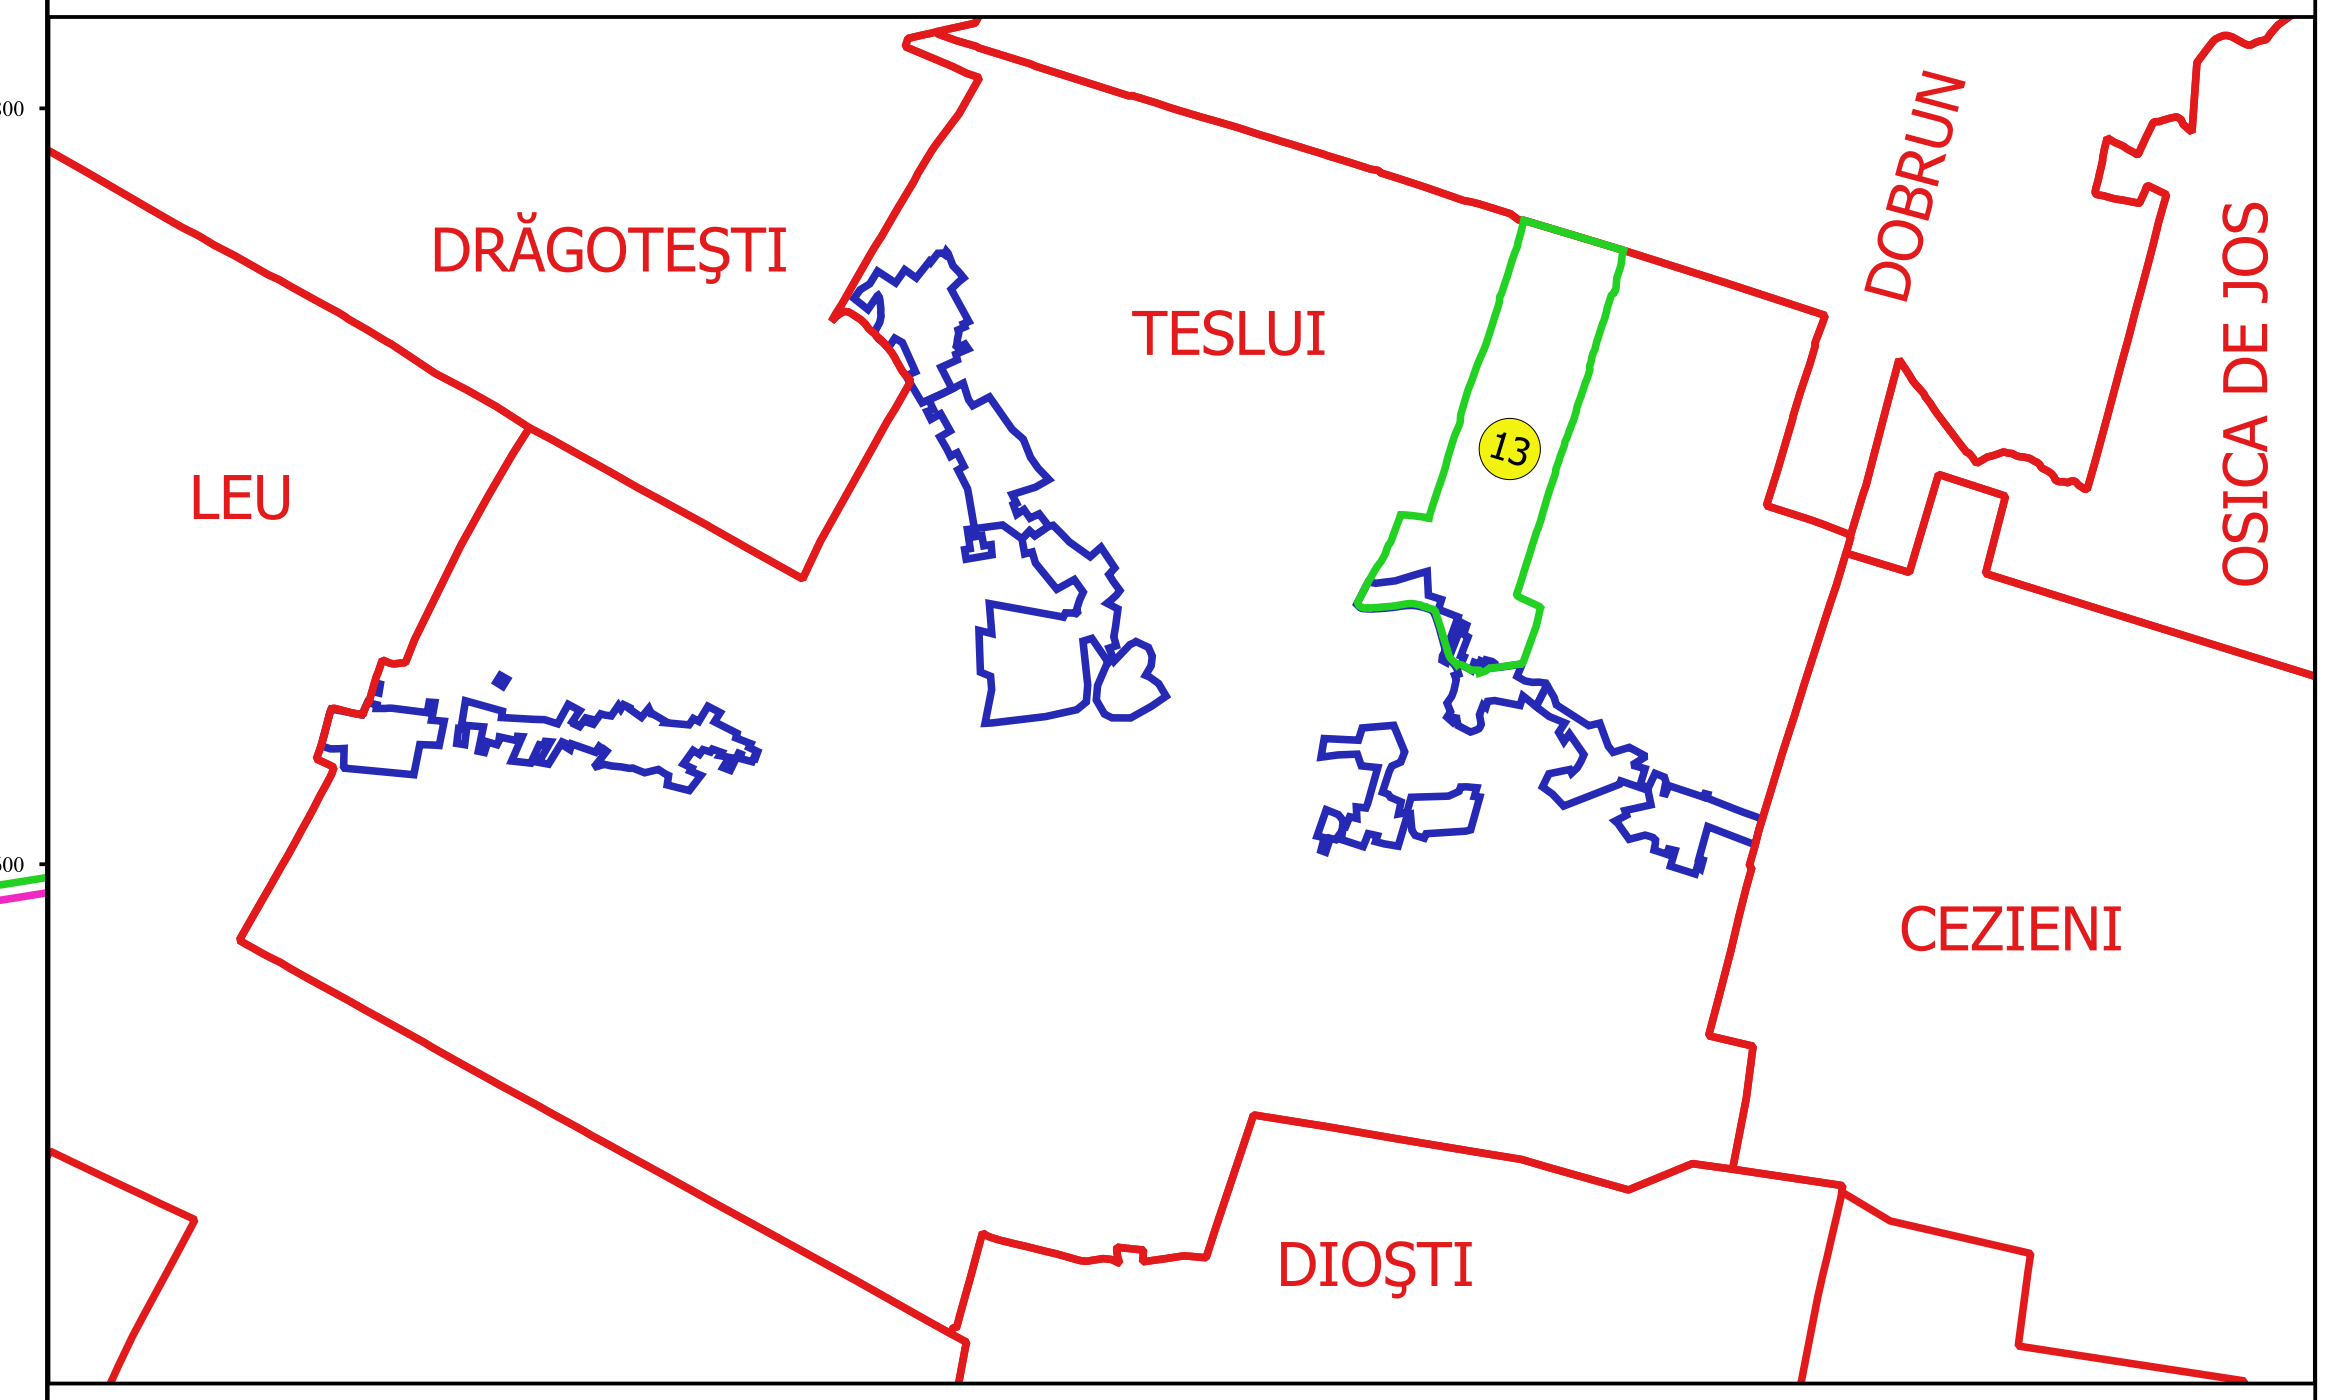 DOBRUN
DRĂGOTEŞTI
TESLUI
OSICA DE JOS
13
LEU
CEZIENI
DIOŞTI